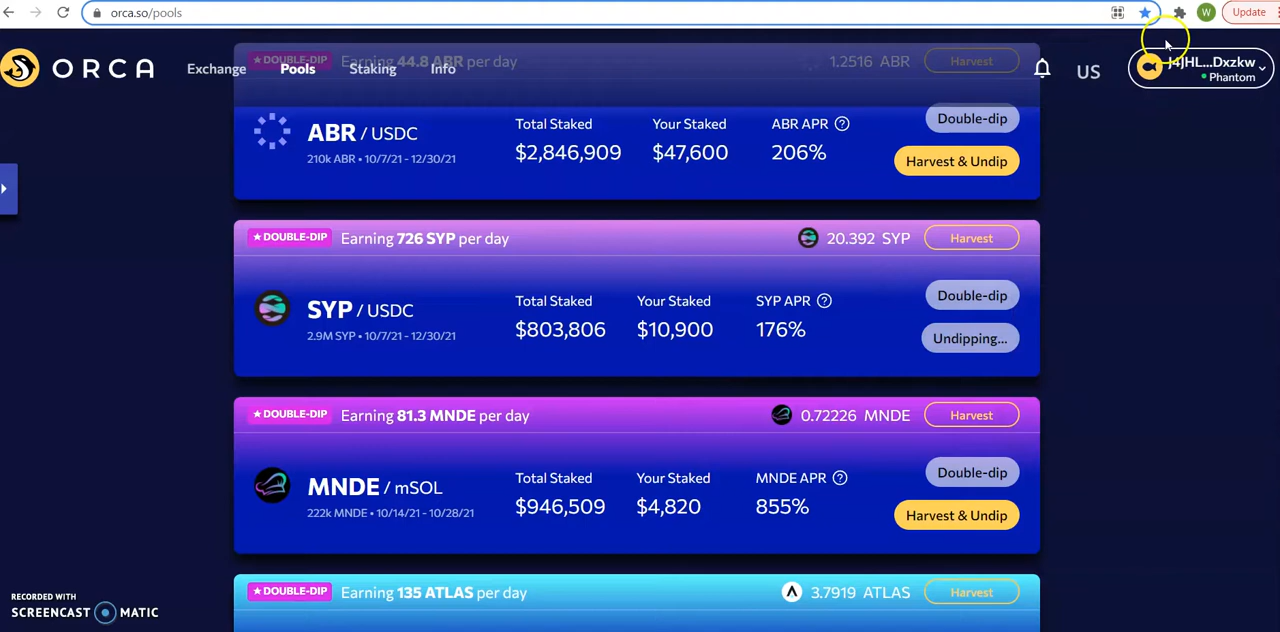 orca.so/pools
W
Update
ORCA
Exchange
Pools
Staking
Info
US
J4JHL...Dxzkw
Phantom
★DOUBLE-DIP Earning 44.8 ABR per day 1.2516 ABR Harvest
ABR / USDC
210k ABR • 10/7/21 - 12/30/21
Total Staked Your Staked ABR APR ?
$2,846,909 $47,600 206%
Double-dip
Harvest & Undip
★DOUBLE-DIP Earning 726 SYP per day 20.392 SYP Harvest
SYP / USDC
2.9M SYP • 10/7/21 - 12/30/21
Total Staked Your Staked SYP APR ?
$803,806 $10,900 176%
Double-dip
Undipping...
★DOUBLE-DIP Earning 81.3 MNDE per day 0.72226 MNDE Harvest
MNDE / mSOL
222k MNDE • 10/14/21 - 10/28/21
Total Staked Your Staked MNDE APR ?
$946,509 $4,820 855%
Double-dip
Harvest & Undip
★DOUBLE-DIP Earning 135 ATLAS per day 3.7919 ATLAS Harvest
RECORDED WITH
SCREENCAST MATIC